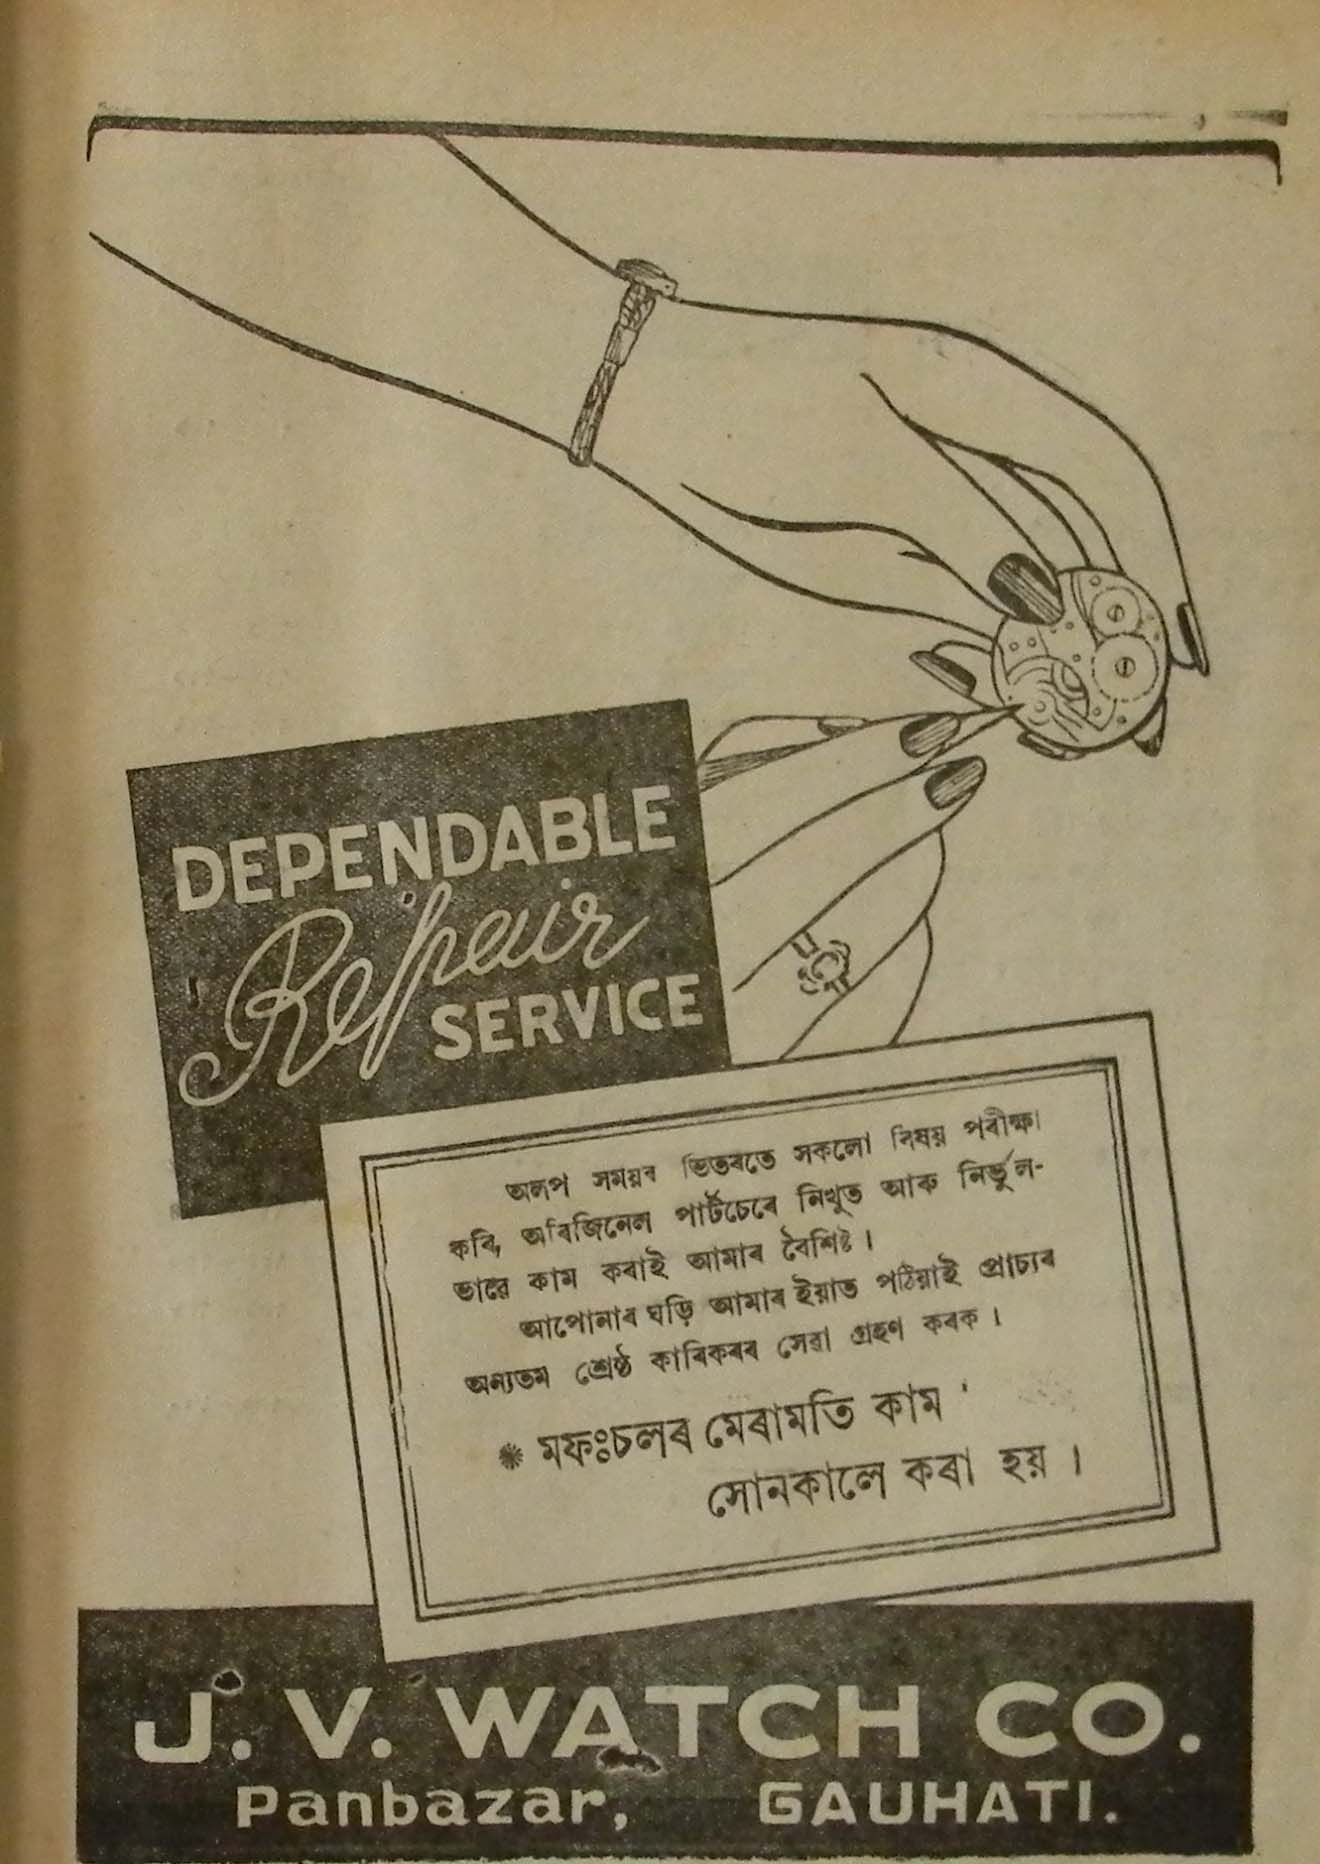 DEPENDABLE
Repair
SERVICE
অলপ সময়ৰ ভিতৰতে সকলো বিষয় পৰীক্ষা
কৰি, অৰিজিনেল পাৰ্টচেৰে নিখুত আৰু নিৰ্ভুল-
ভাৱে কাম কৰাই আমাৰ বৈশিষ্ট।
আপোনাৰ ঘড়ি আমাৰ ইয়াত পঠিয়াই প্ৰাচ্যৰ
অন্যতম শ্ৰেষ্ঠ কাৰিকৰৰ সেৱা গ্ৰহণ কৰক।
* মফঃচলৰ মেৰামতি কাম
সোনকালে কৰা হয়।
J. V. WATCH CO.
Panbazar, GAUHATI.